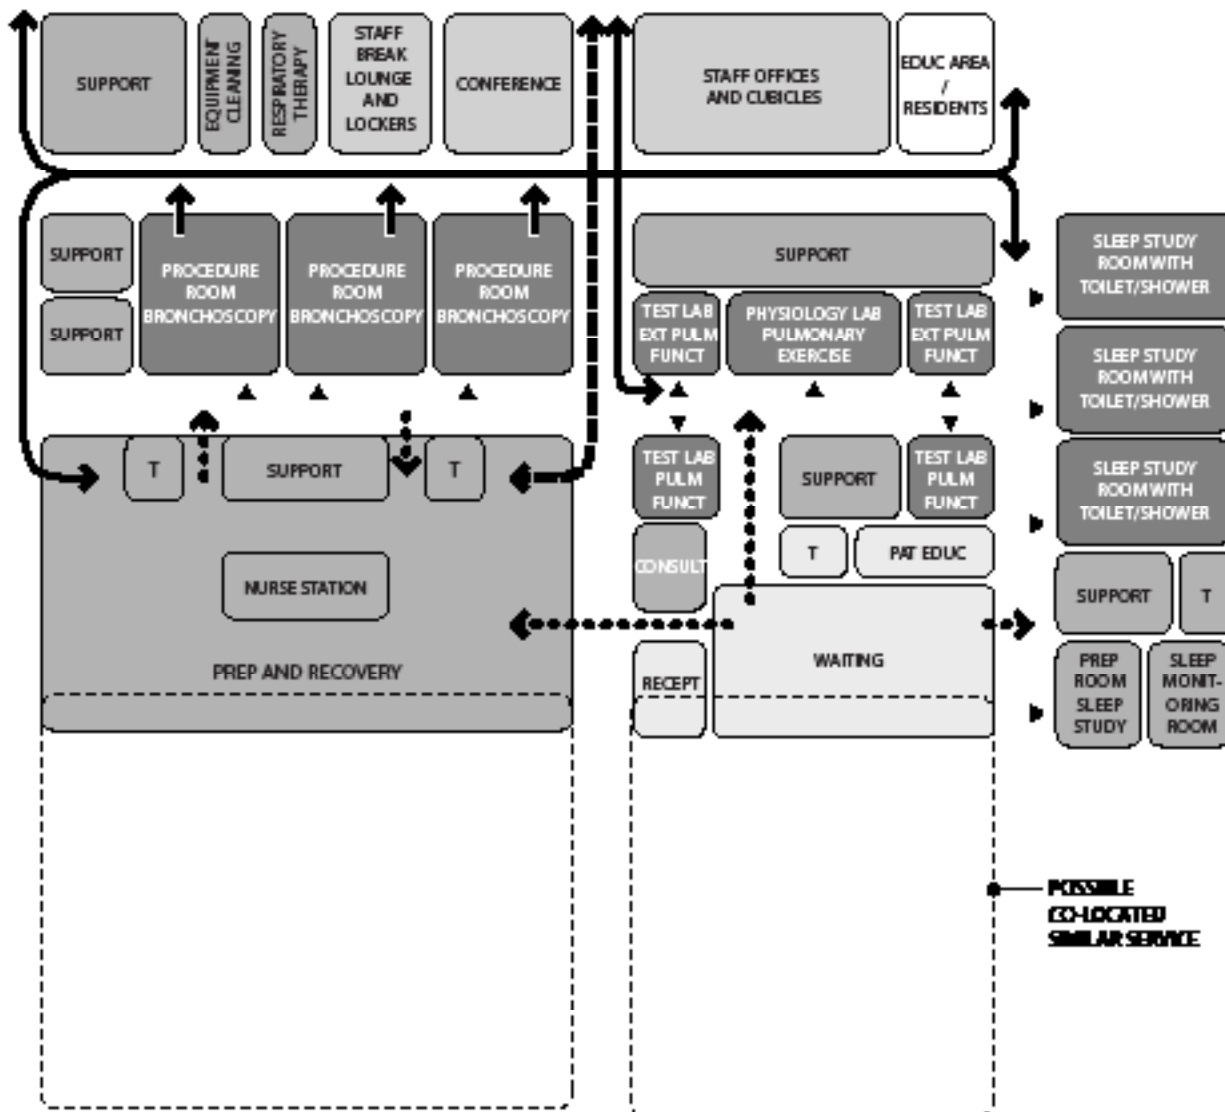 SUPPORT
EQUIPMENT
CLEANING
RESPIRATORY
THERAPY
STAFF
BREAK
LOUNGE
AND
LOCKERS
CONFERENCE
STAFF OFFICES
AND CUBICLES
EDUC AREA
/
RESIDENTS
SUPPORT
SUPPORT
PROCEDURE
ROOM
BRONCHOSCOPY
PROCEDURE
ROOM
BRONCHOSCOPY
PROCEDURE
ROOM
BRONCHOSCOPY
SUPPORT
TEST LAB
EXT PULM
FUNCT
PHYSIOLOGY LAB
PULMONARY
EXERCISE
TEST LAB
EXT PULM
FUNCT
SLEEP STUDY
ROOM WITH
TOILET/SHOWER
SLEEP STUDY
ROOM WITH
TOILET/SHOWER
SLEEP STUDY
ROOM WITH
TOILET/SHOWER
T
SUPPORT
T
NURSE STATION
PREP AND RECOVERY
TEST LAB
PULM
FUNCT
SUPPORT
TEST LAB
PULM
FUNCT
CONSULT
T
PAT EDUC
RECEPT
WAITING
SUPPORT
T
PREP
ROOM
SLEEP
STUDY
SLEEP
MONIT-
ORING
ROOM
POSSIBLE
CO-LOCATED
SIMILAR SERVICE